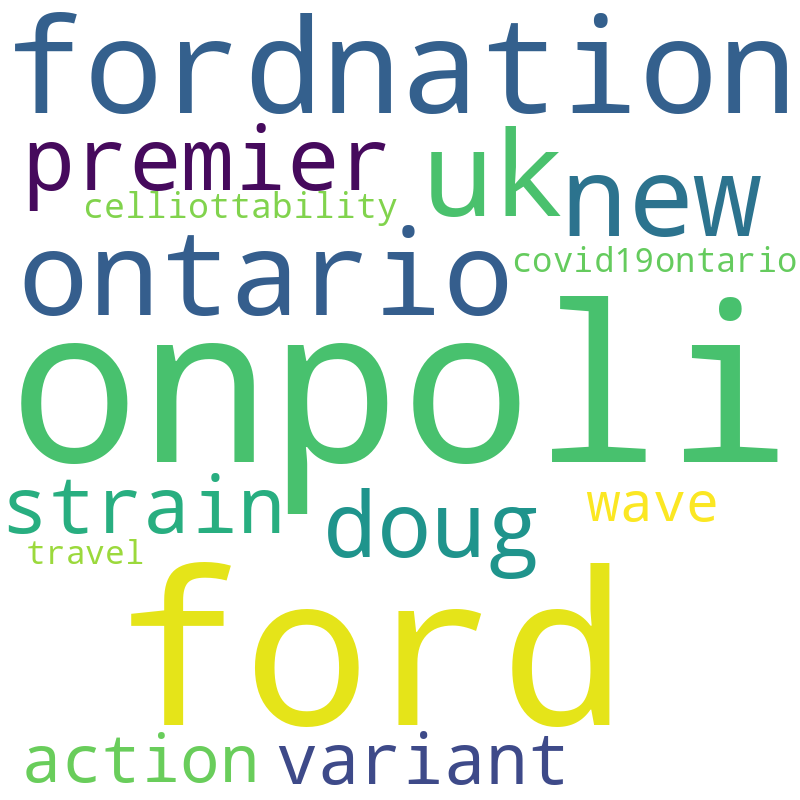 fordnation
premier uk new
celliottability
ontario covid19ontario
onpoli
strain doug wave
travel
ford
action variant